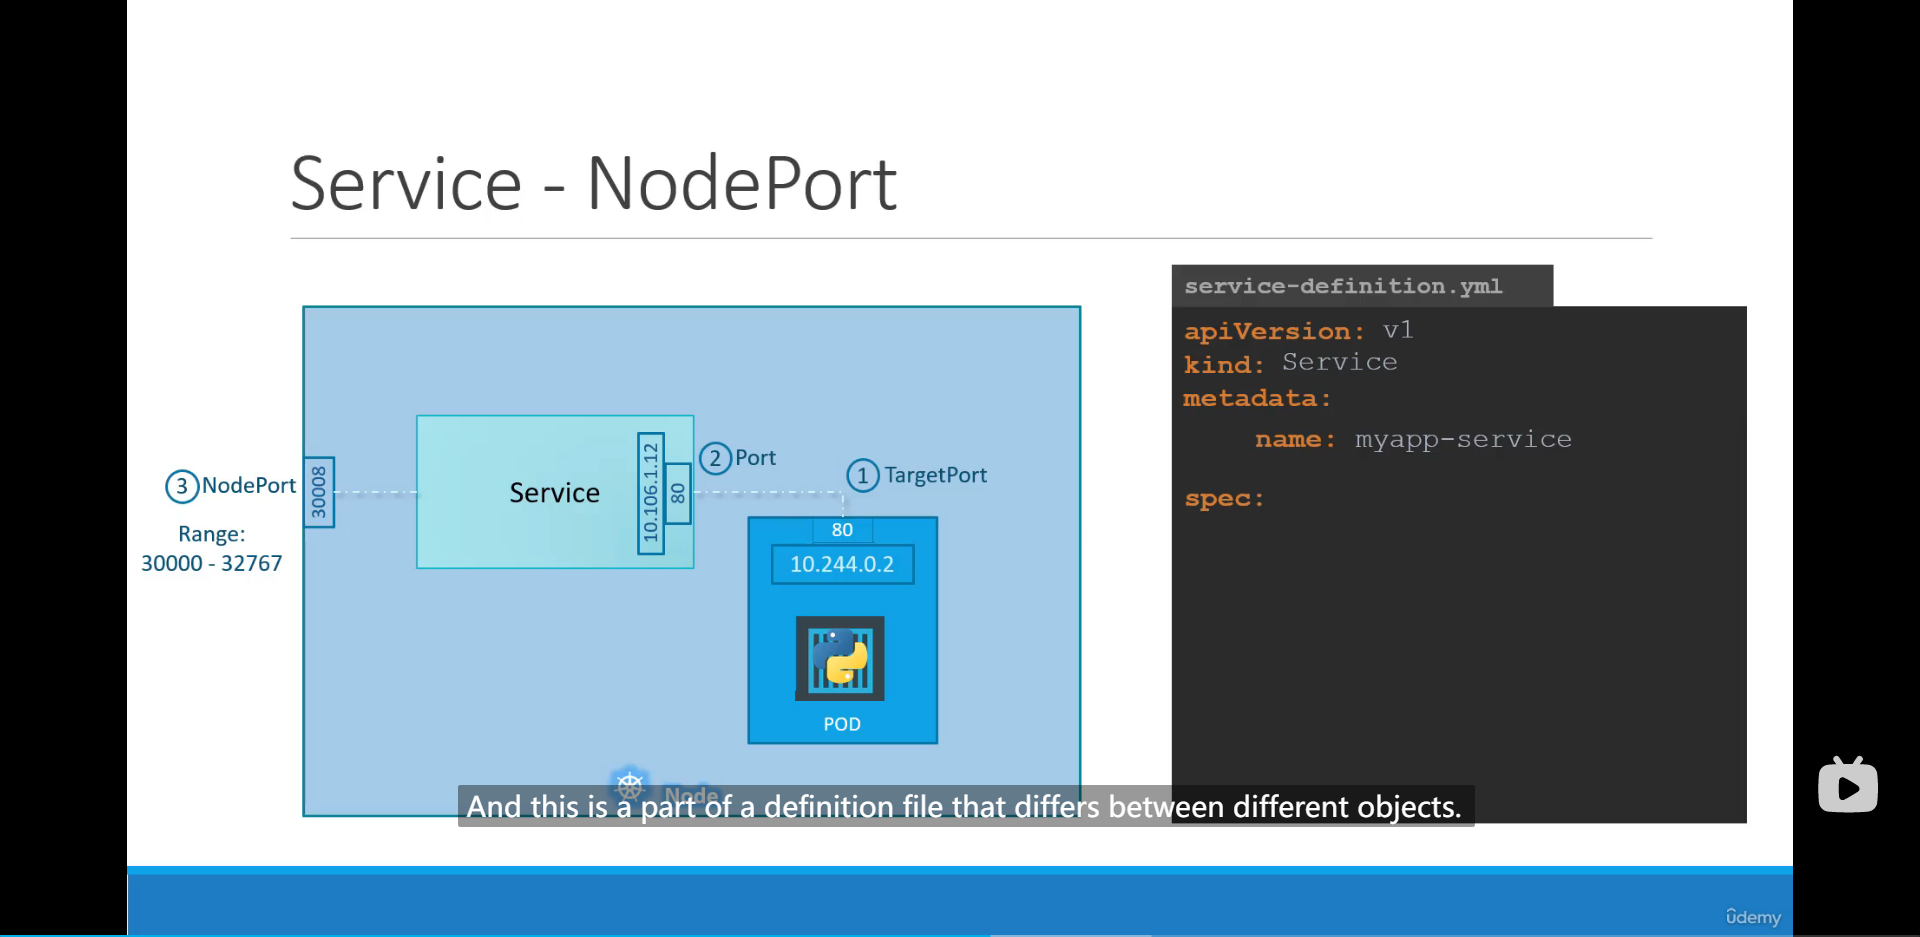 Service - NodePort
service-definition.yml
apiVersion: v1
kind: Service
metadata:
name: myapp-service
spec:
3 NodePort
Range:
30000 - 32767
30008
Service
10.106.1.12
80
2 Port
1 TargetPort
80
10.244.0.2
POD
Node
And this is a part of a definition file that differs between different objects.
ûdemy